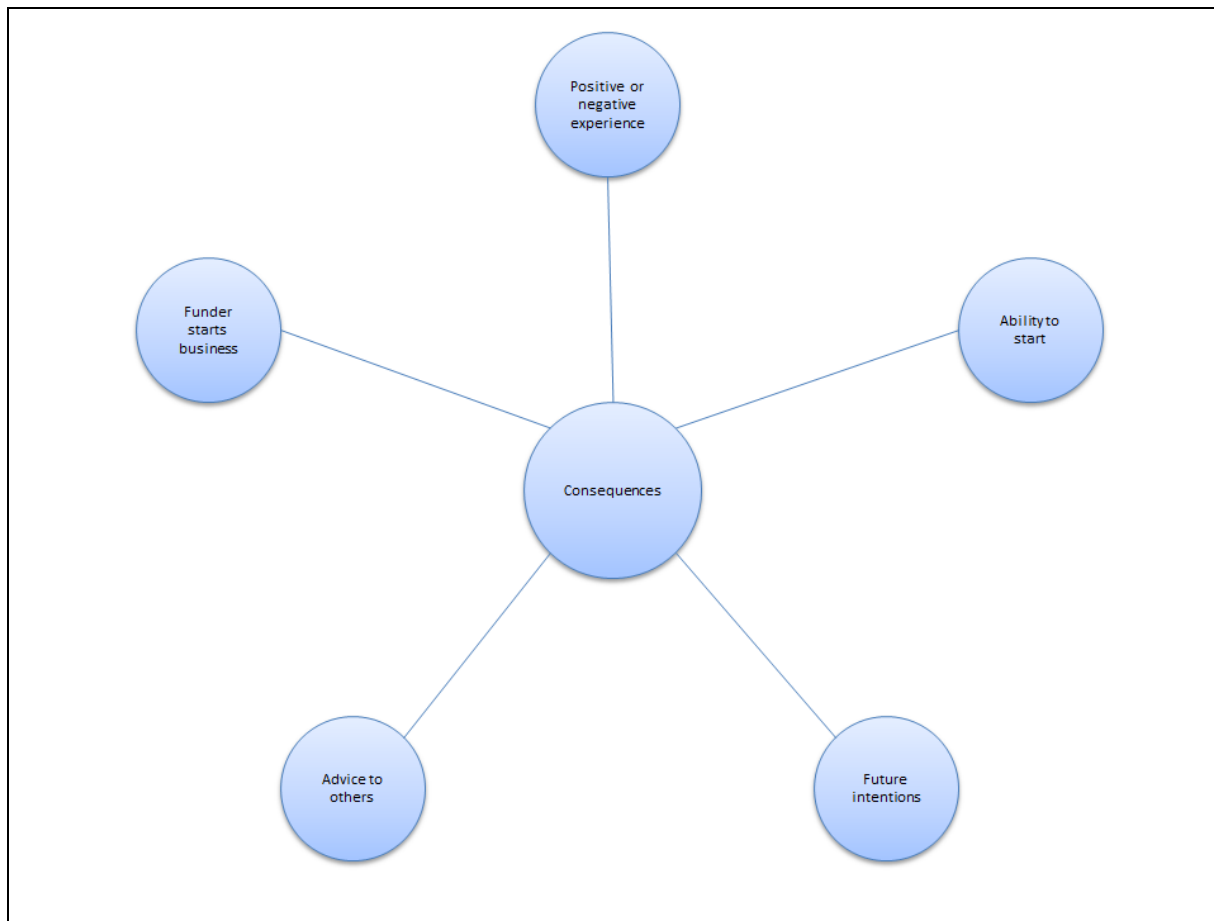 Positive or
negative
experience
Funder
starts
business
Ability to
start
Consequences
Advice to
others
Future
intentions